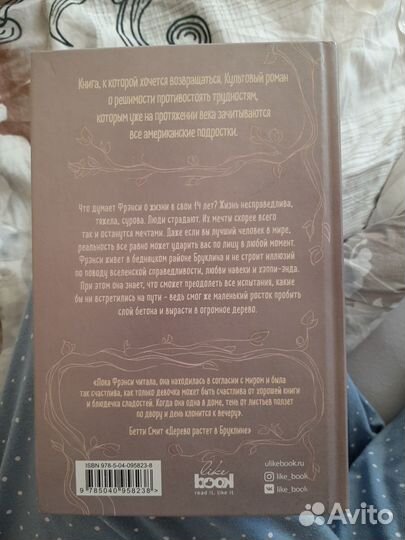 Книга, к которой хочется возвращаться. Культовый роман
о решимости противостоять трудностям,
которым уже на протяжении века зачитываются
все американские подростки.
Что думает Фрэнси о жизни в свои 14 лет? Жизнь несправедлива,
тяжела, сурова. Люди страдают. Их мечты скорее всего
так и останутся мечтами. Даже если вы лучший человек в мире,
реальность все равно может ударить вас по лицу в любой момент.
Фрэнси живет в бедняцком районе Бруклина и не строит иллюзий
по поводу вселенской справедливости, любви навеки и хэппи-энда.
При этом она знает, что сможет преодолеть все испытания, какие
бы ни встретились на пути - ведь смог же маленький росток пробить
слой бетона и вырасти в огромное дерево.
«Пока Фрэнси читала, она находилась в согласии с миром и была
так счастлива, как только девочка может быть счастлива от хорошей книги
и блюдечка сладостей. Когда она одна в доме, тень от листьев ползет
по двору и день клонится к вечеру».
Бетти Смит «Дерево растет в Бруклине»
ISBN 978-5-04-095823-8
9 785040 958238 >
like
book
read it, like it
ulikebook.ru
like_book
like_book
Avito